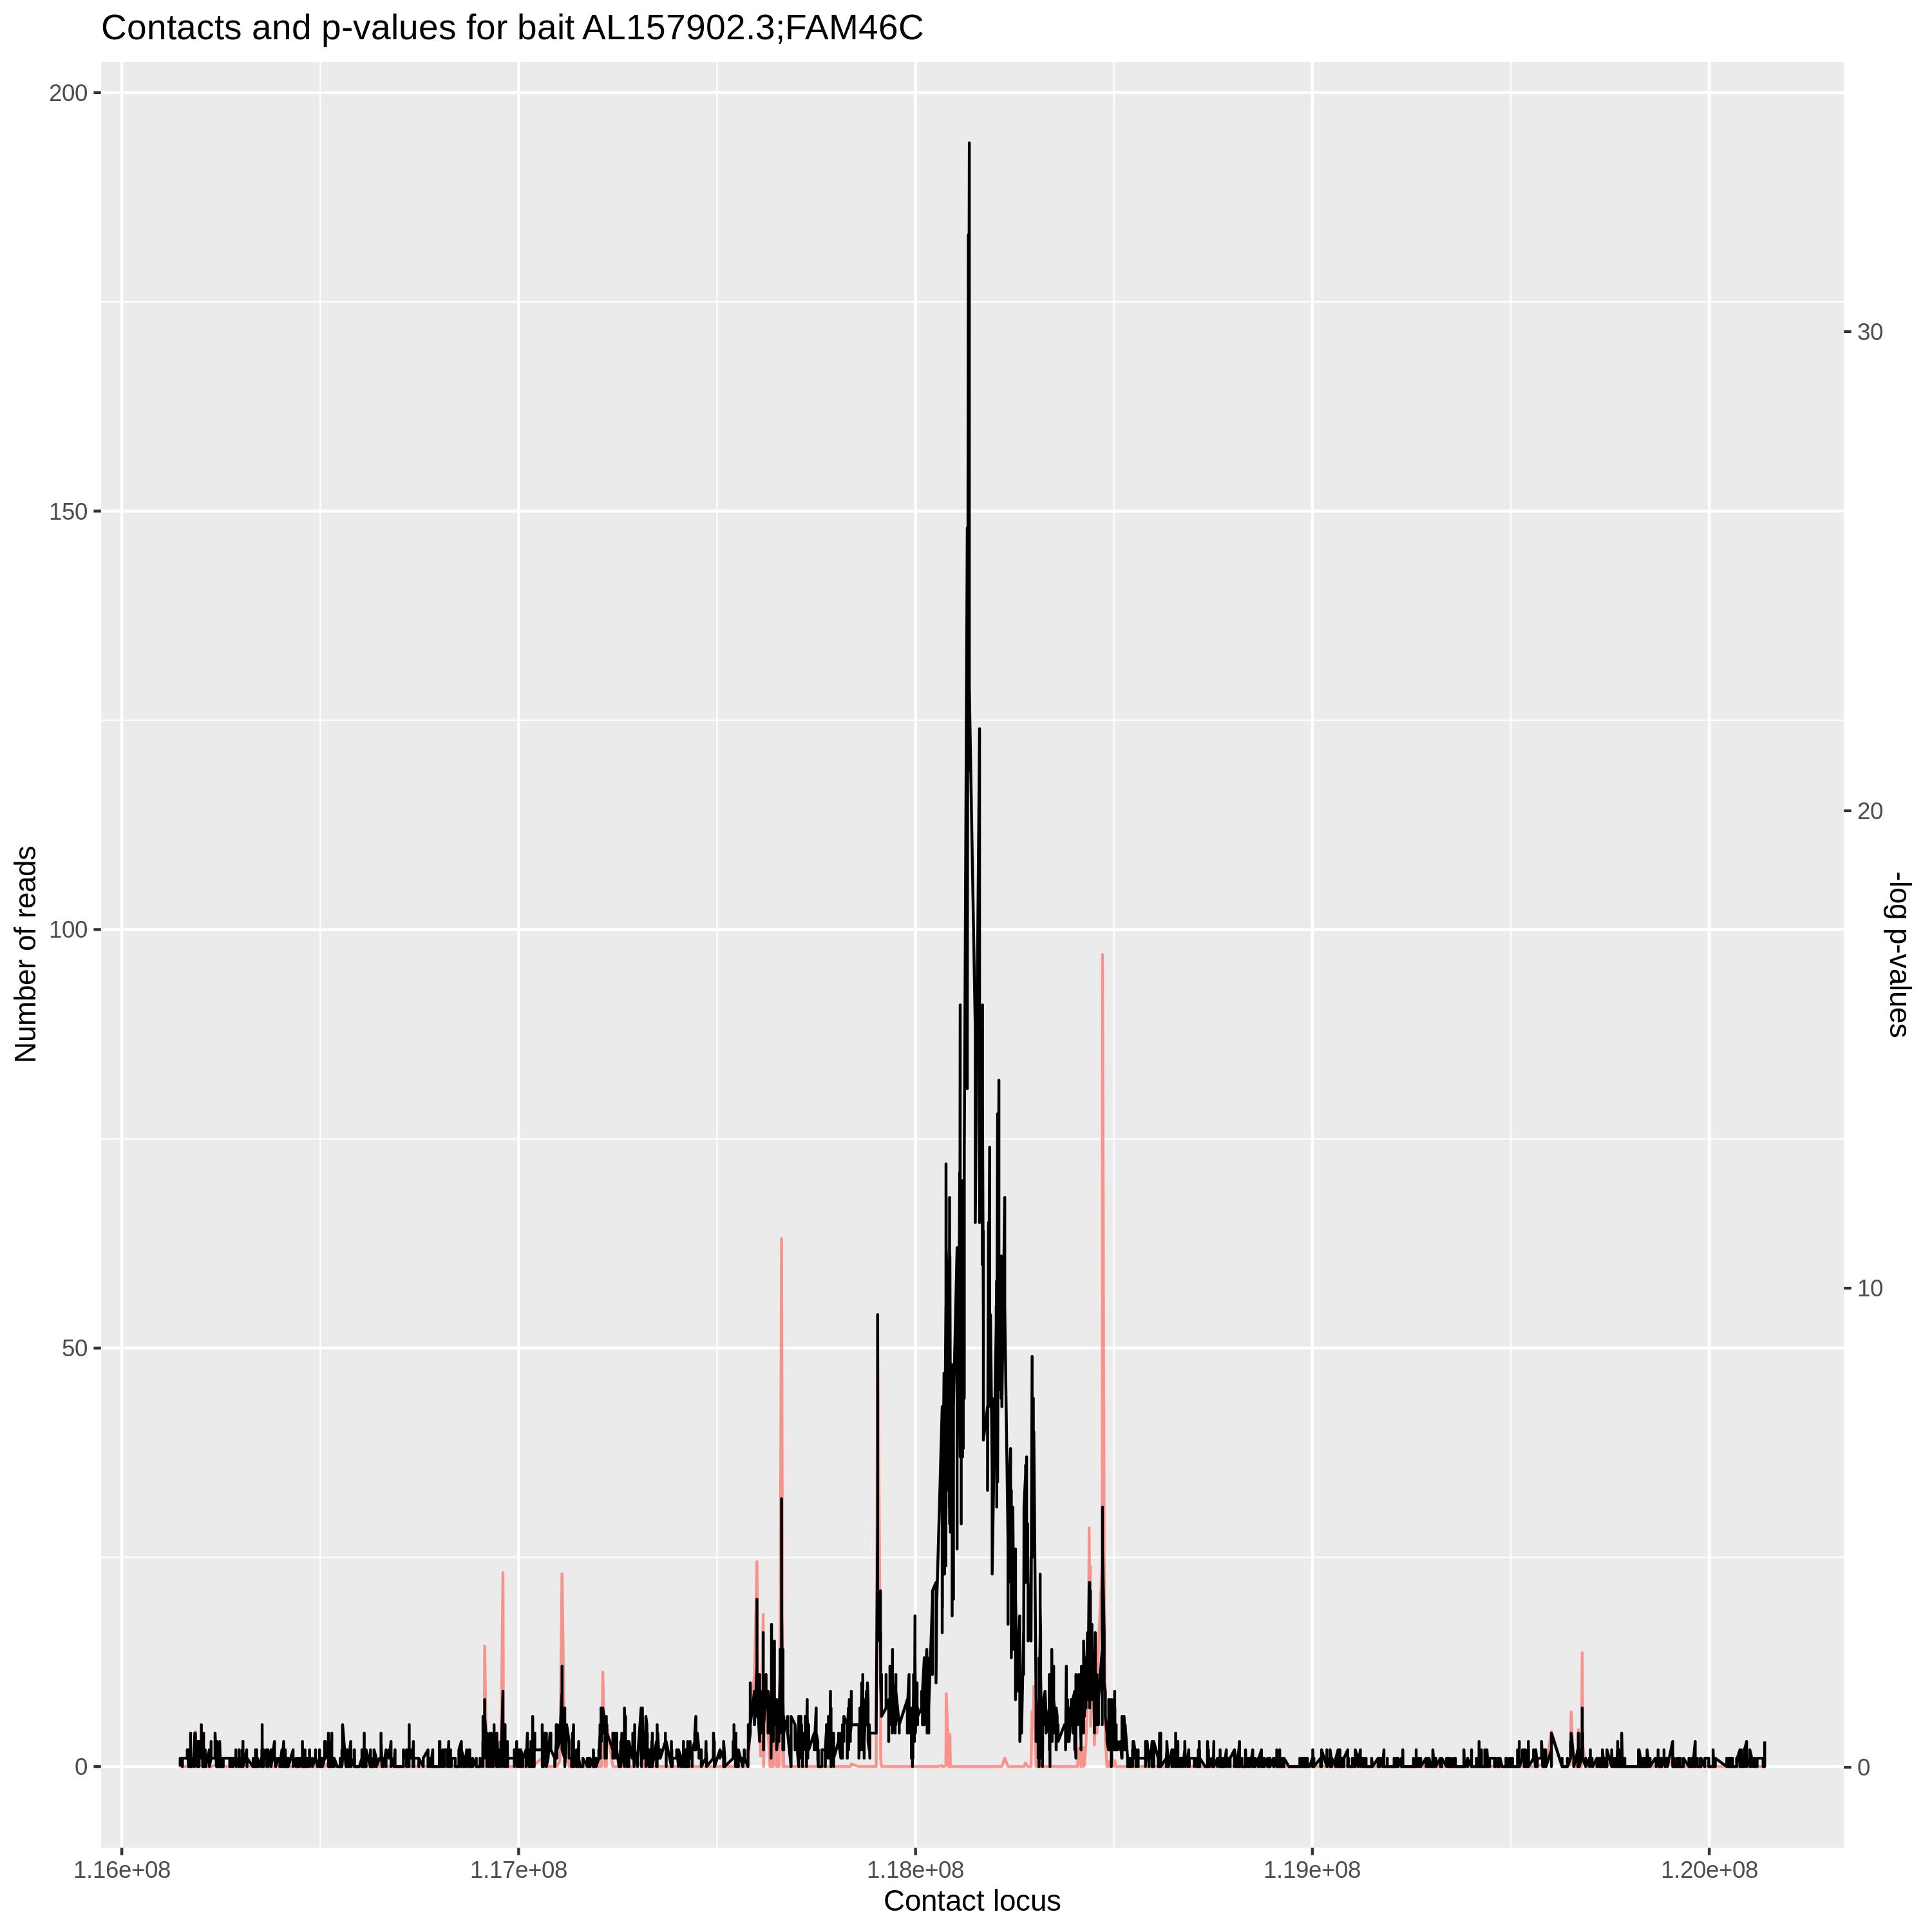 Contacts and p-values for bait AL157902.3;FAM46C
200
150
100
50
0
Number of reads
30
20
10
0
-log p-values
1.16e+08
1.17e+08
1.18e+08
1.19e+08
1.20e+08
Contact locus